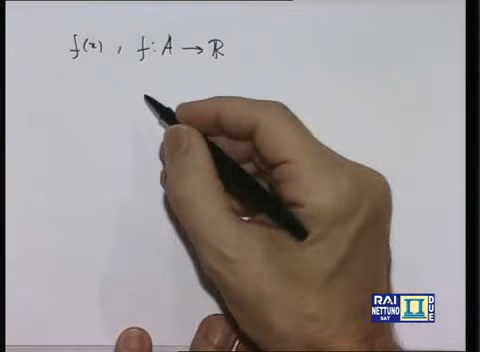 f(x) , f: A → ℝ
RAI
NETTUNO
SAT
DUE